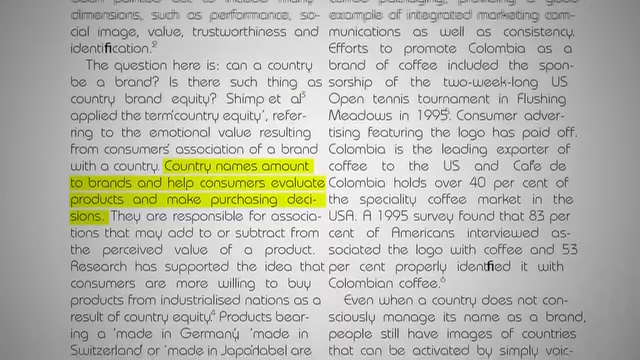 dimensions, such as performance, so-
cial image, value, trustworthiness and
identification.²
The question here is: can a country
be a brand? Is there such thing as
country brand equity? Shimp et al³
applied the term'country equity', refer-
ring to the emotional value resulting
from consumers' association of a brand
with a country. Country names amount
to brands and help consumers evaluate
products and make purchasing deci-
sions. They are responsible for associa-
tions that may add to or subtract from
the perceived value of a product.
Research has supported the idea that
consumers are more willing to buy
products from industrialised nations as a
result of country equity.⁴ Products bear-
ing a 'made in Germany', 'made in
Switzerland' or 'made in Japan'label are
example of integrated marketing com-
munications as well as consistency.
Efforts to promote Colombia as a
brand of coffee included the spon-
sorship of the two-week-long US
Open tennis tournament in Flushing
Meadows in 1995⁵. Consumer adver-
tising featuring the logo has paid off.
Colombia is the leading exporter of
coffee to the US and Café de
Colombia holds over 40 per cent of
the speciality coffee market in the
USA. A 1995 survey found that 83 per
cent of Americans interviewed as-
sociated the logo with coffee and 53
per cent properly identified it with
Colombian coffee.⁶
Even when a country does not con-
sciously manage its name as a brand,
people still have images of countries
that can be activated by simply voic-